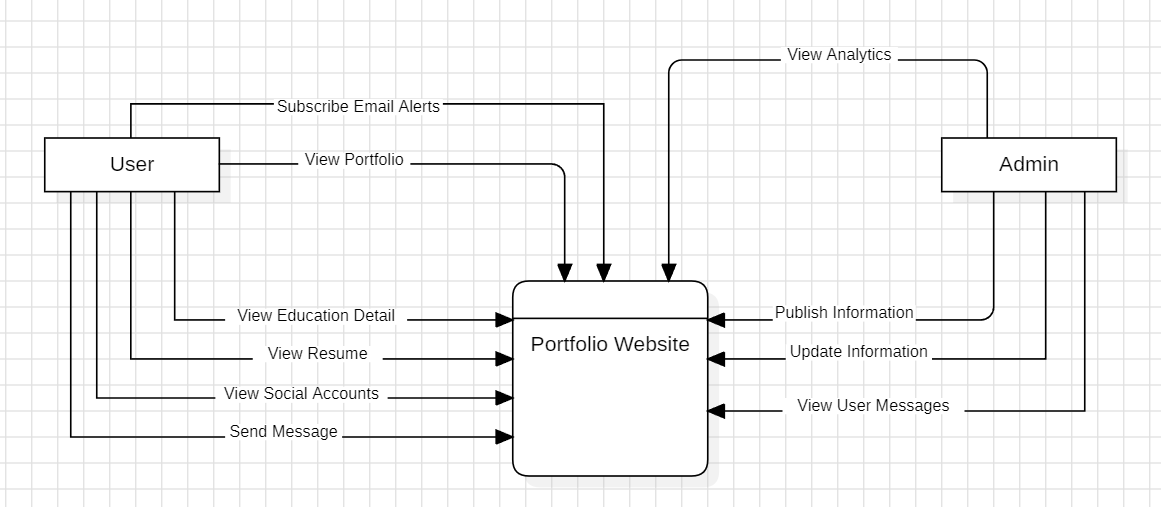 View Analytics
Subscribe Email Alerts
User
View Portfolio
Admin
View Education Detail
Publish Information
Portfolio Website
View Resume
Update Information
View Social Accounts
View User Messages
Send Message